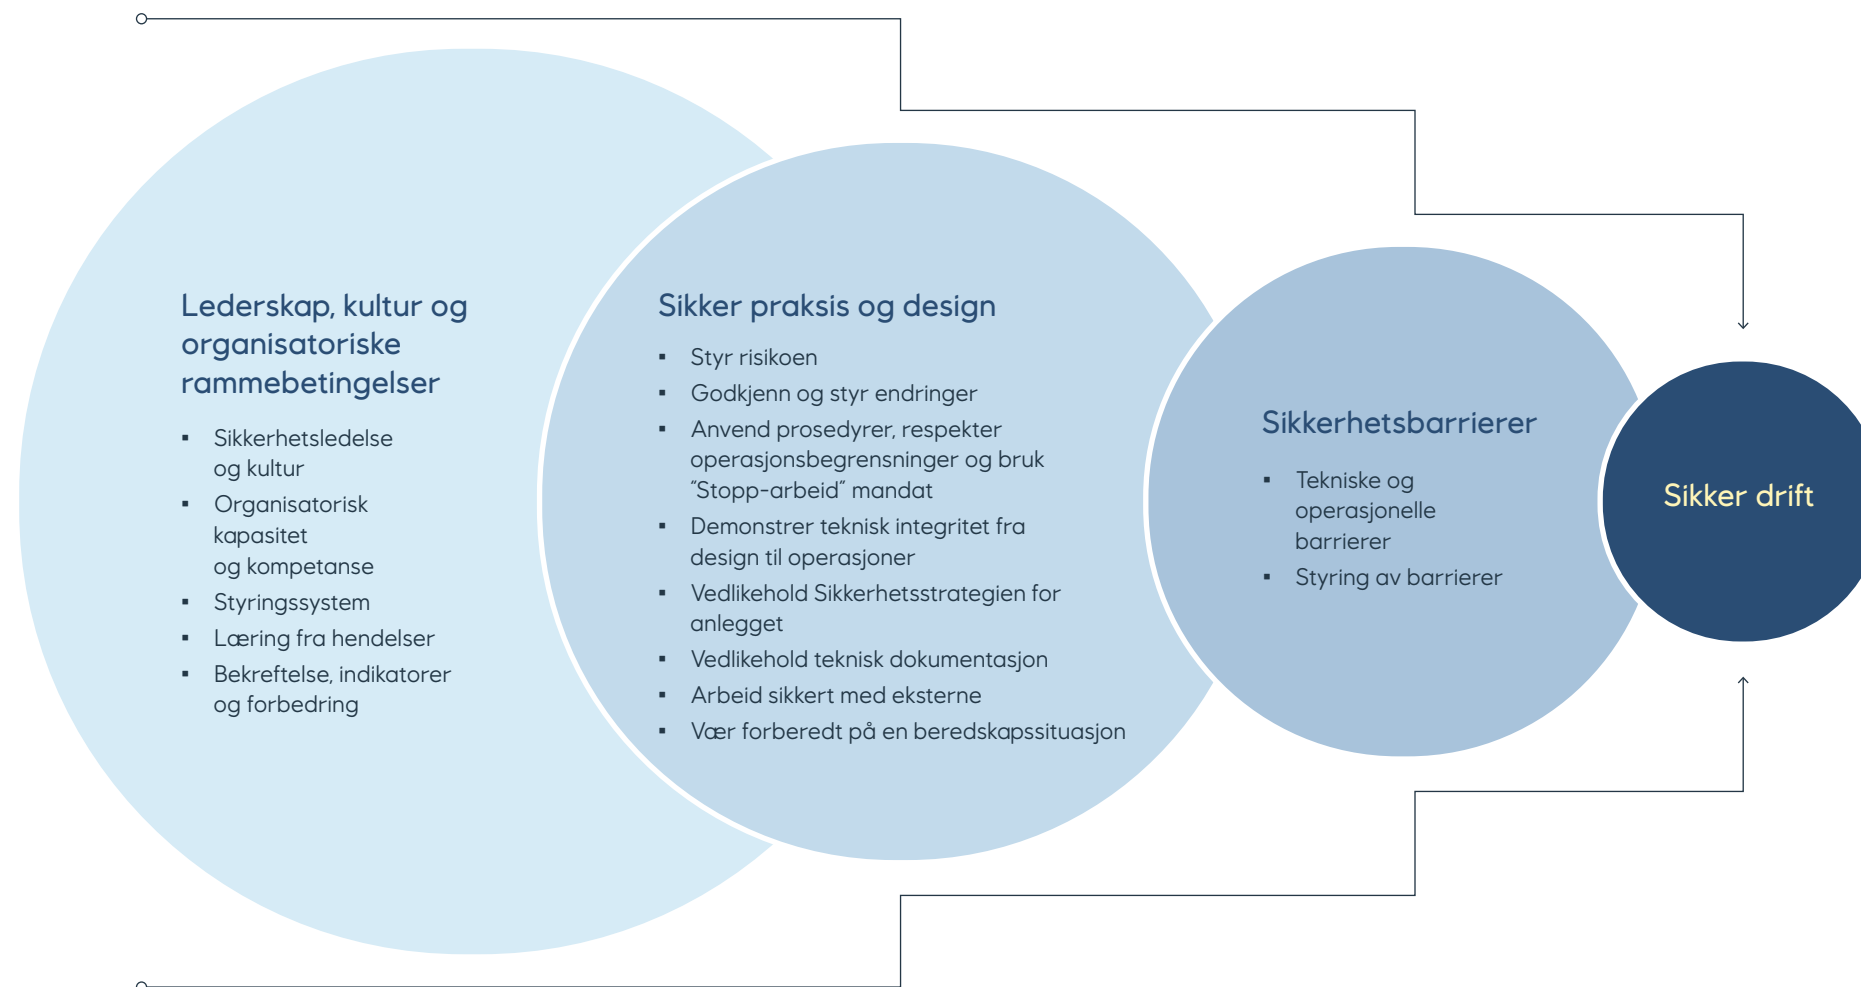 Lederskap, kultur og
organisatoriske
rammebetingelser
▪ Sikkerhetsledelse
og kultur
▪ Organisatorisk
kapasitet
og kompetanse
▪ Styringssystem
▪ Læring fra hendelser
▪ Bekreftelse, indikatorer
og forbedring
Sikker praksis og design
▪ Styr risikoen
▪ Godkjenn og styr endringer
▪ Anvend prosedyrer, respekter
operasjonsbegrensninger og bruk
“Stopp-arbeid” mandat
▪ Demonstrer teknisk integritet fra
design til operasjoner
▪ Vedlikehold Sikkerhetsstrategien for
anlegget
▪ Vedlikehold teknisk dokumentasjon
▪ Arbeid sikkert med eksterne
▪ Vær forberedt på en beredskapssituasjon
Sikkerhetsbarrierer
▪ Tekniske og
operasjonelle
barrierer
▪ Styring av barrierer
Sikker drift